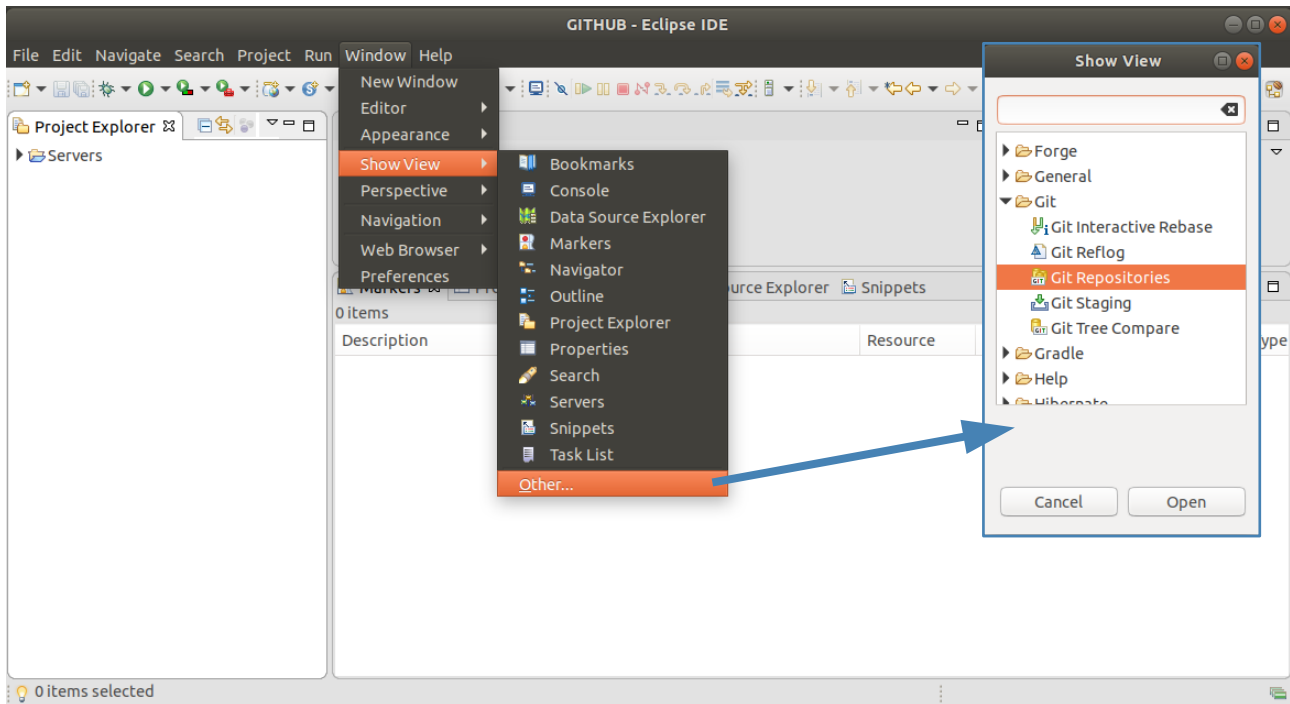 GITHUB - Eclipse IDE
File Edit Navigate Search Project Run Window Help
Project Explorer
Servers
New Window
Editor
Appearance
Show View
Perspective
Navigation
Web Browser
Preferences
Bookmarks
Console
Data Source Explorer
Markers
Navigator
Outline
Project Explorer
Properties
Search
Servers
Snippets
Task List
Other...
Markers urce Explorer Snippets
0 items
Description Resource ype
Show View
Forge
General
Git
Git Interactive Rebase
Git Reflog
Git Repositories
Git Staging
Git Tree Compare
Gradle
Help
Hibernate
Cancel Open
0 items selected